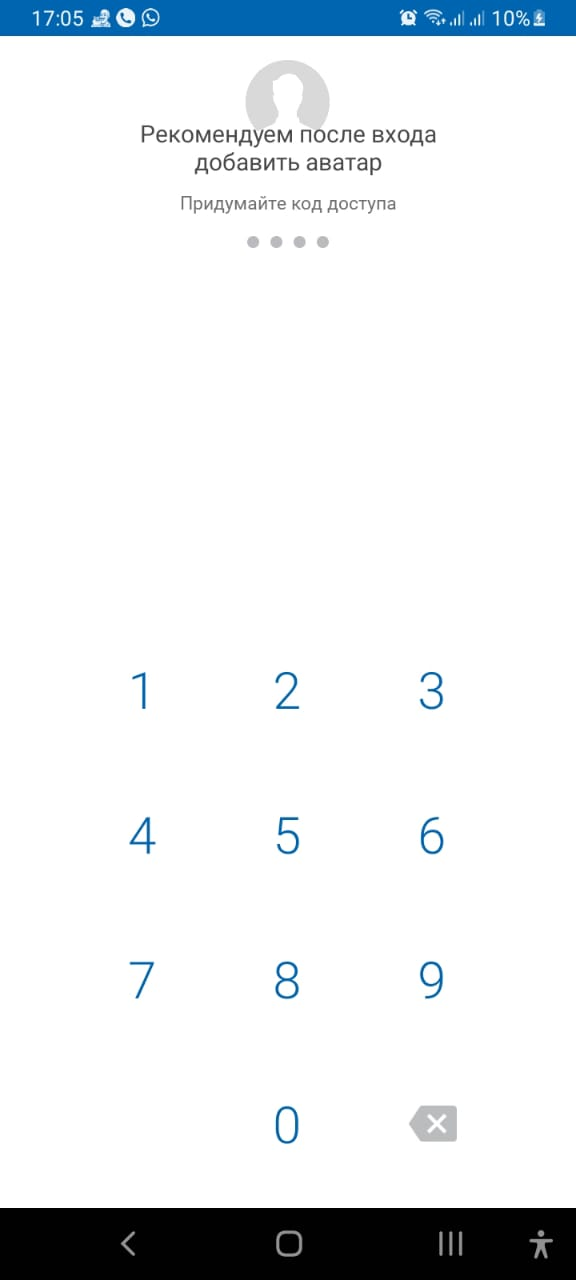 17:05 10%
Рекомендуем после входа
добавить аватар
Придумайте код доступа
1 2 3
4 5 6
7 8 9
0